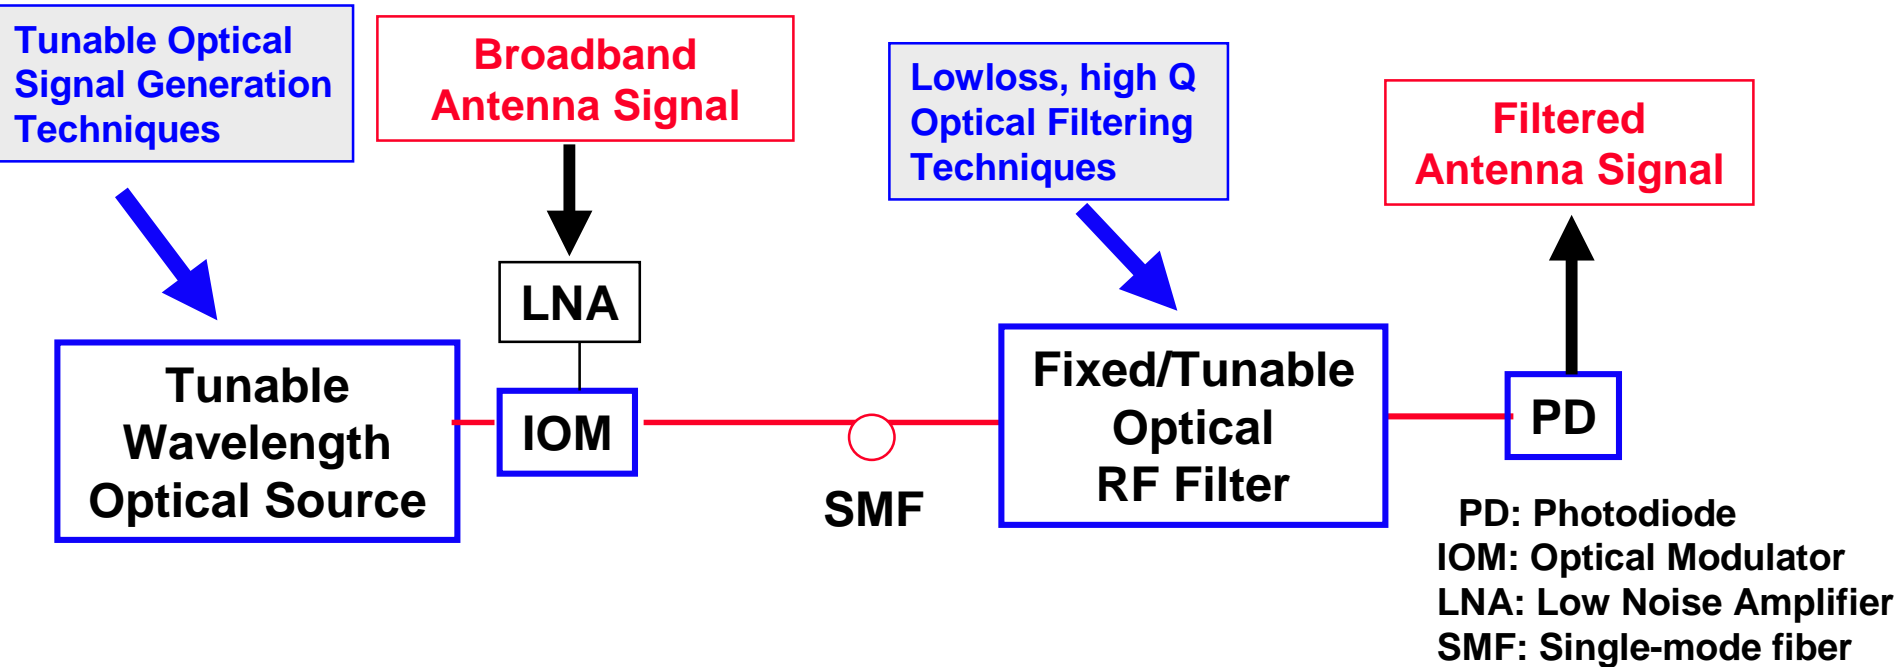 Tunable Optical
Signal Generation
Techniques
Broadband
Antenna Signal
Lowloss, high Q
Optical Filtering
Techniques
Filtered
Antenna Signal
LNA
Tunable
Wavelength
Optical Source
IOM
SMF
Fixed/Tunable
Optical
RF Filter
PD
PD: Photodiode
IOM: Optical Modulator
LNA: Low Noise Amplifier
SMF: Single-mode fiber